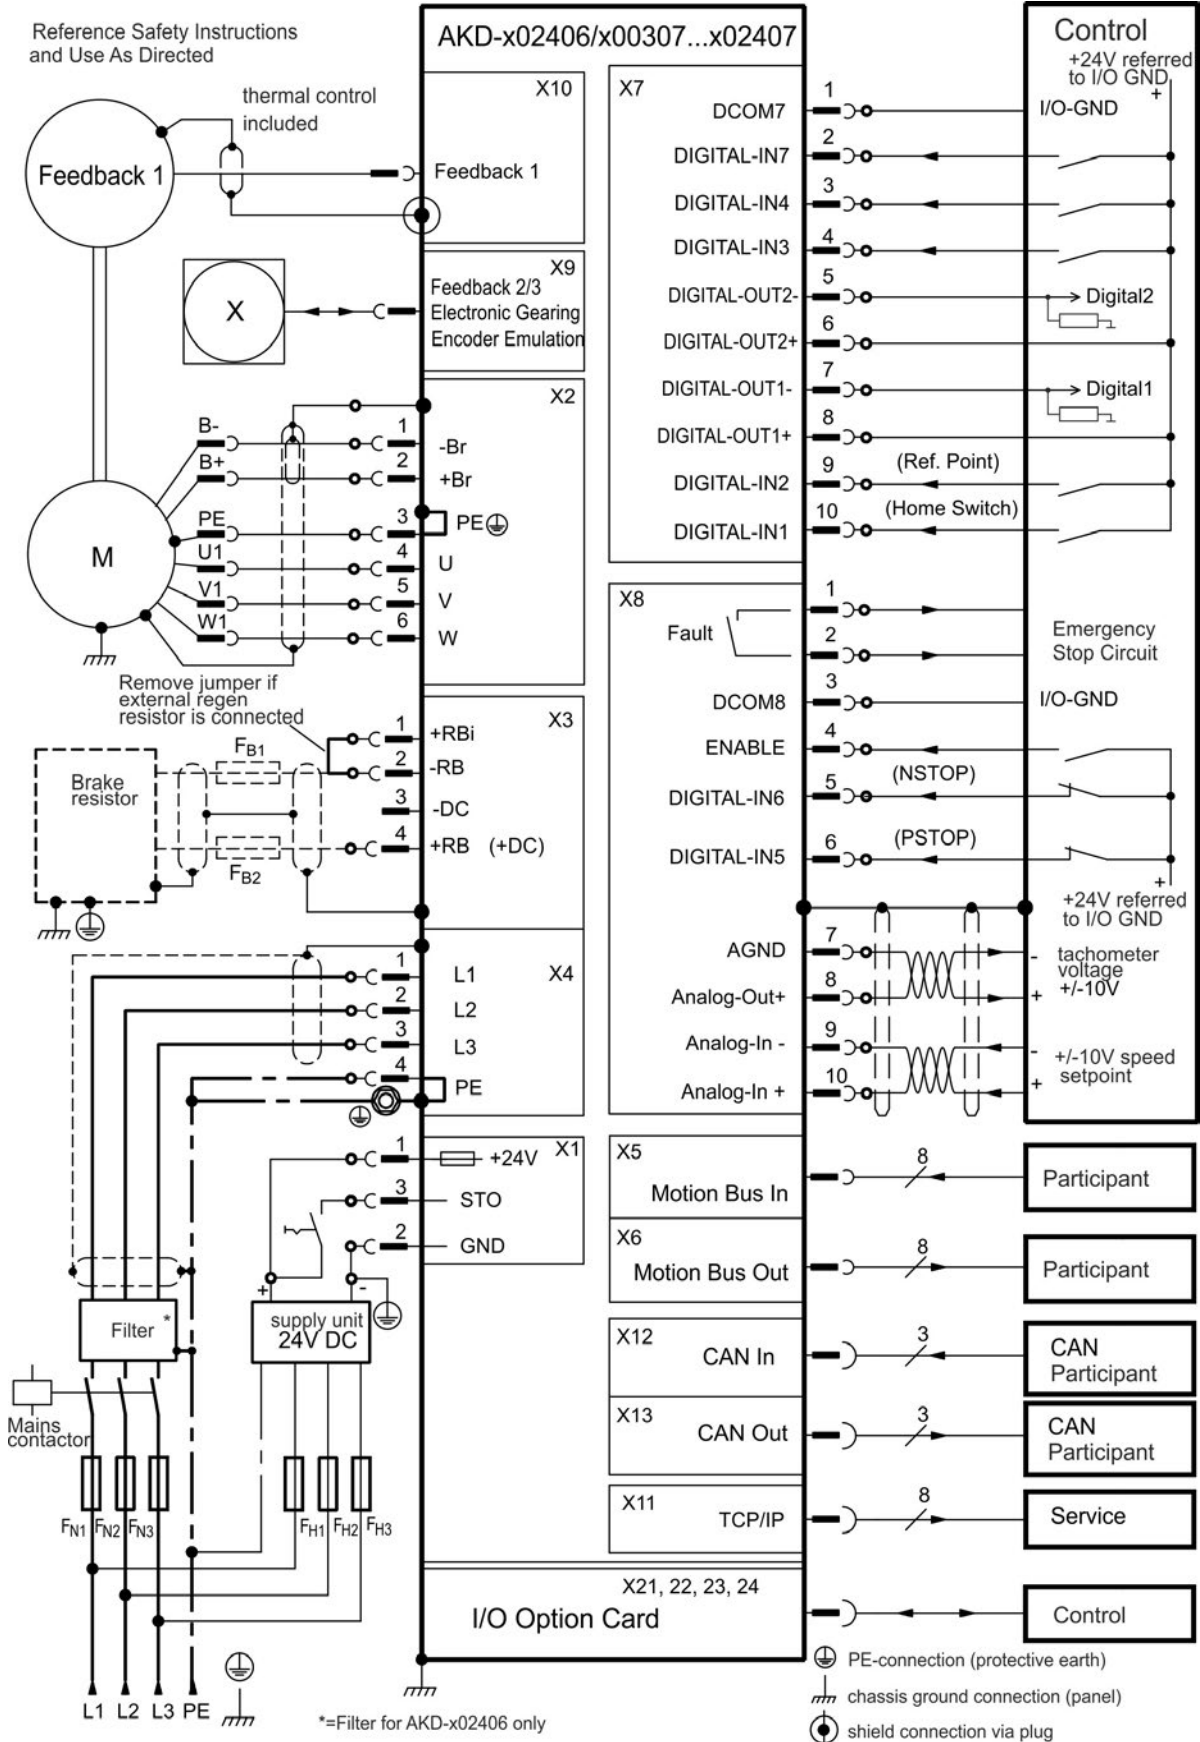 Reference Safety Instructions
and Use As Directed
AKD-x02406/x00307...x02407
Control
+24V referred
to I/O GND
+
thermal control
included
Feedback 1
X10
Feedback 1
X
X9
Feedback 2/3
Electronic Gearing
Encoder Emulation
X2
B-
1
-Br
B+
2
+Br
PE
3
PE
M
U1
4
U
V1
5
V
W1
6
W
Remove jumper if
external regen
resistor is connected
X3
1
+RBi
FB1
2
-RB
Brake
resistor
3
-DC
4
+RB (+DC)
FB2
X4
1
L1
2
L2
3
L3
4
PE
X1
1
+24V
3
STO
2
GND
+ -
supply unit
24V DC
Filter *
Mains
contactor
FN1 FN2 FN3
FH1 FH2 FH3
L1 L2 L3 PE
*=Filter for AKD-x02406 only
X7
DCOM7
1
I/O-GND
DIGITAL-IN7
2
DIGITAL-IN4
3
DIGITAL-IN3
4
DIGITAL-OUT2-
5
Digital2
DIGITAL-OUT2+
6
DIGITAL-OUT1-
7
Digital1
DIGITAL-OUT1+
8
DIGITAL-IN2
9
(Ref. Point)
DIGITAL-IN1
10
(Home Switch)
X8
Fault
1
2
Emergency
Stop Circuit
DCOM8
3
I/O-GND
ENABLE
4
DIGITAL-IN6
5
(NSTOP)
DIGITAL-IN5
6
(PSTOP)
+
+24V referred
to I/O GND
AGND
7
-
tachometer
voltage
+/-10V
Analog-Out+
8
+
Analog-In -
9
-
+/-10V speed
setpoint
Analog-In +
10
+
X5
Motion Bus In
8
Participant
X6
Motion Bus Out
8
Participant
X12
CAN In
3
CAN
Participant
X13
CAN Out
3
CAN
Participant
X11
TCP/IP
8
Service
X21, 22, 23, 24
I/O Option Card
Control
PE-connection (protective earth)
chassis ground connection (panel)
shield connection via plug